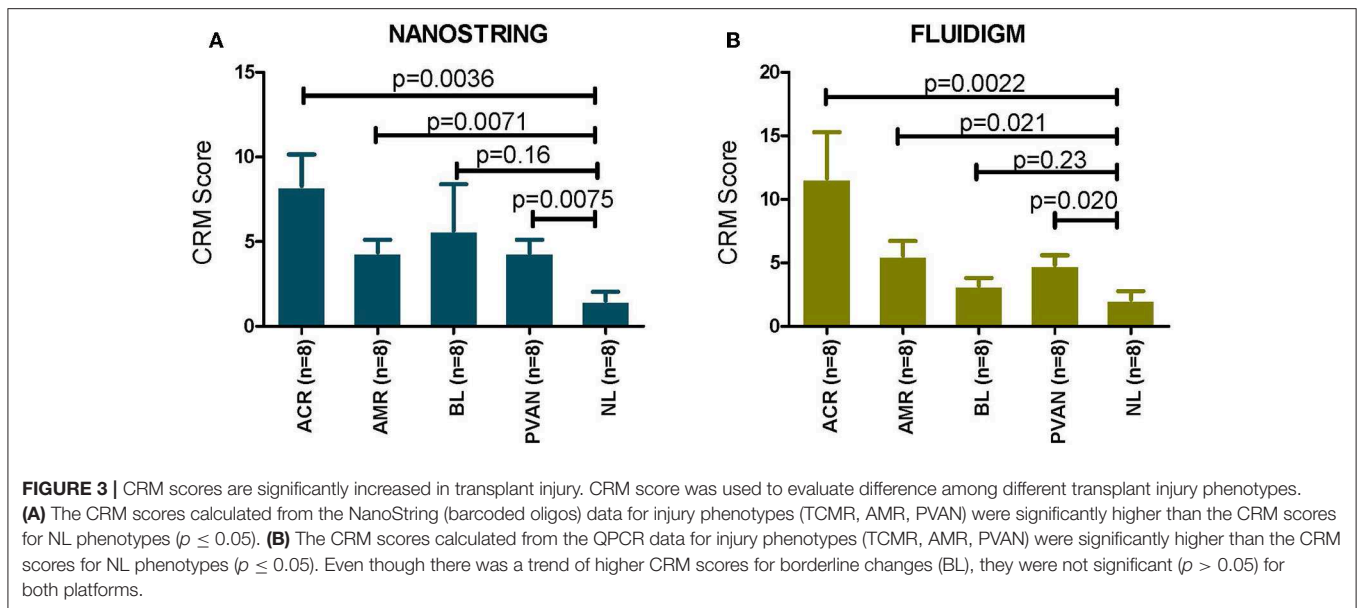 A
NANOSTRING
15
10
5
0
CRM Score
p=0.0036
p=0.0071
p=0.16
p=0.0075
ACR (n=8)
AMR (n=8)
BL (n=8)
PVAN (n=8)
NL (n=8)
B
FLUIDIGM
20
15
10
5
0
CRM Score
p=0.0022
p=0.021
p=0.23
p=0.020
ACR (n=8)
AMR (n=8)
BL (n=8)
PVAN (n=8)
NL (n=8)
FIGURE 3 | CRM scores are significantly increased in transplant injury. CRM score was used to evaluate difference among different transplant injury phenotypes.
(A) The CRM scores calculated from the NanoString (barcoded oligos) data for injury phenotypes (TCMR, AMR, PVAN) were significantly higher than the CRM scores
for NL phenotypes (p ≤ 0.05). (B) The CRM scores calculated from the QPCR data for injury phenotypes (TCMR, AMR, PVAN) were significantly higher than the CRM
scores for NL phenotypes (p ≤ 0.05). Even though there was a trend of higher CRM scores for borderline changes (BL), they were not significant (p > 0.05) for
both platforms.